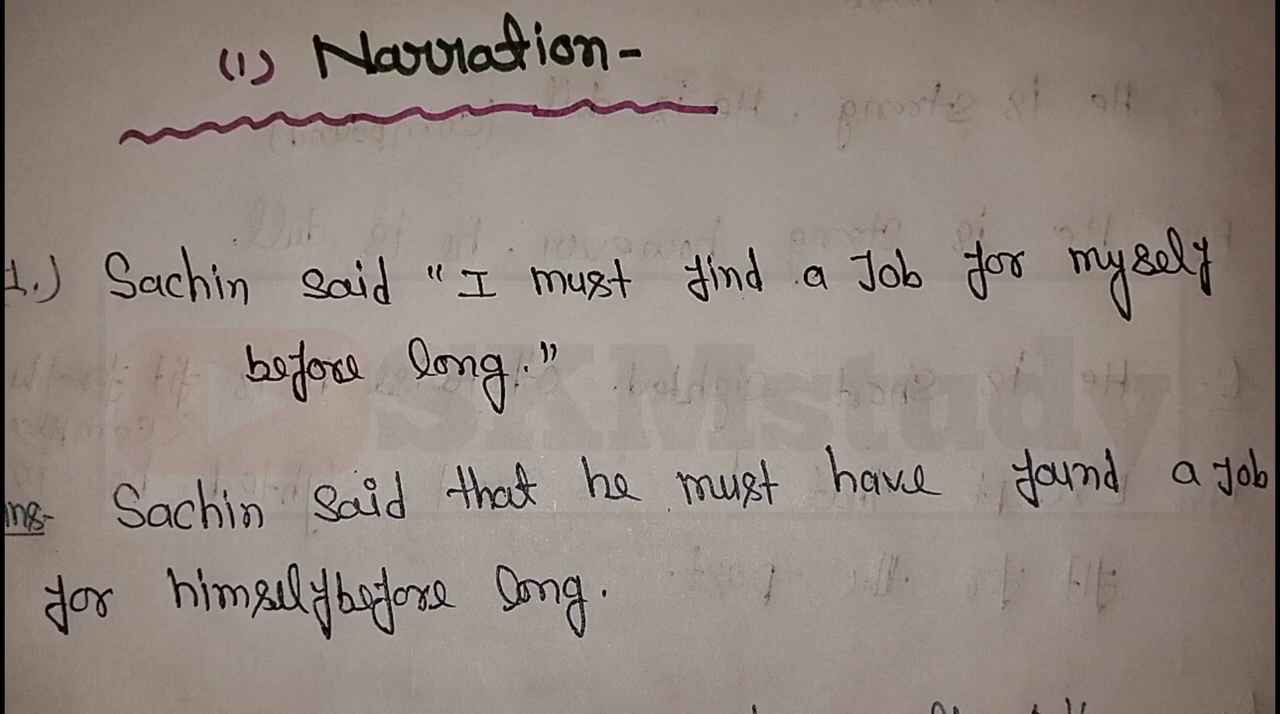 (1) Narration-
1.) Sachin said "I must find a Job for myself
before long."
SKMstudy
Ans- Sachin said that he must have found a Job
for himself before long.